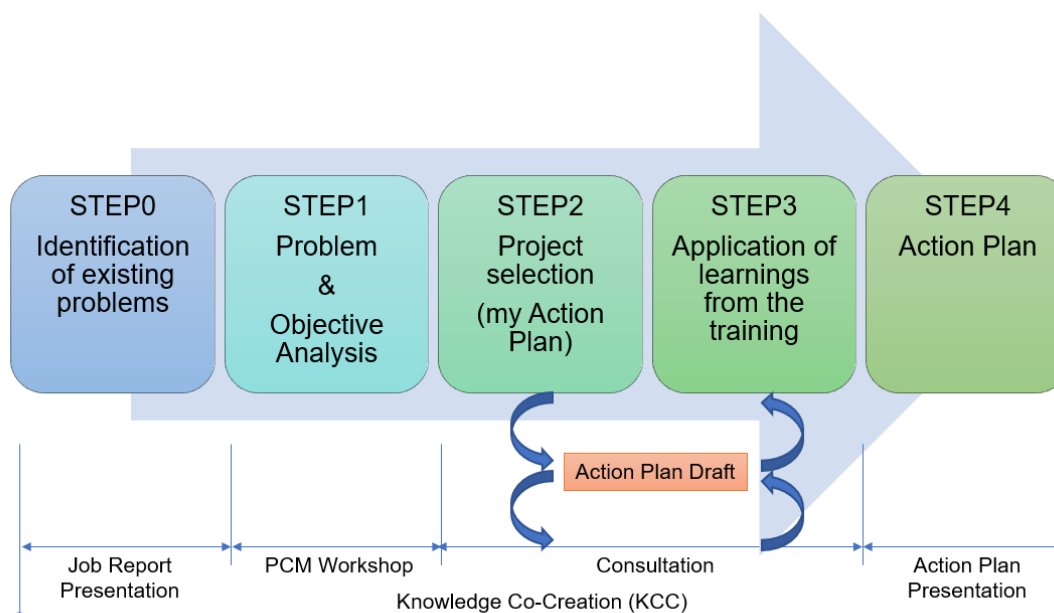 STEP0
Identification
of existing
problems
STEP1
Problem
&
Objective
Analysis
STEP2
Project
selection
(my Action
Plan)
STEP3
Application of
learnings
from the
training
STEP4
Action Plan
Action Plan Draft
Job Report
Presentation
PCM Workshop
Consultation
Action Plan
Presentation
Knowledge Co-Creation (KCC)